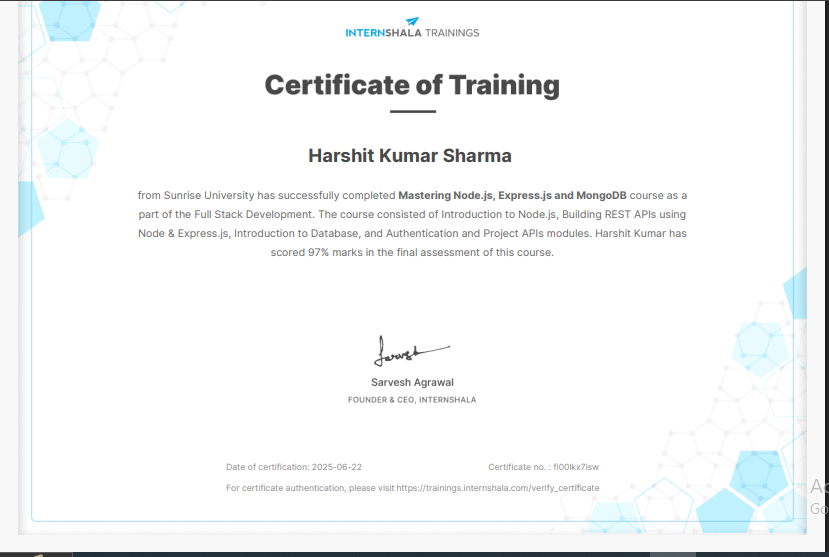 INTERNSHALA TRAININGS
Certificate of Training
Harshit Kumar Sharma
from Sunrise University has successfully completed Mastering Node.js, Express.js and MongoDB course as a
part of the Full Stack Development. The course consisted of Introduction to Node.js, Building REST APIs using
Node & Express.js, Introduction to Database, and Authentication and Project APIs modules. Harshit Kumar has
scored 97% marks in the final assessment of this course.
Sarvesh
Sarvesh Agrawal
FOUNDER & CEO, INTERNSHALA
Date of certification: 2025-06-22 Certificate no. :
For certificate authentication, please visit https://trainings.internshala.com/verify_certificate